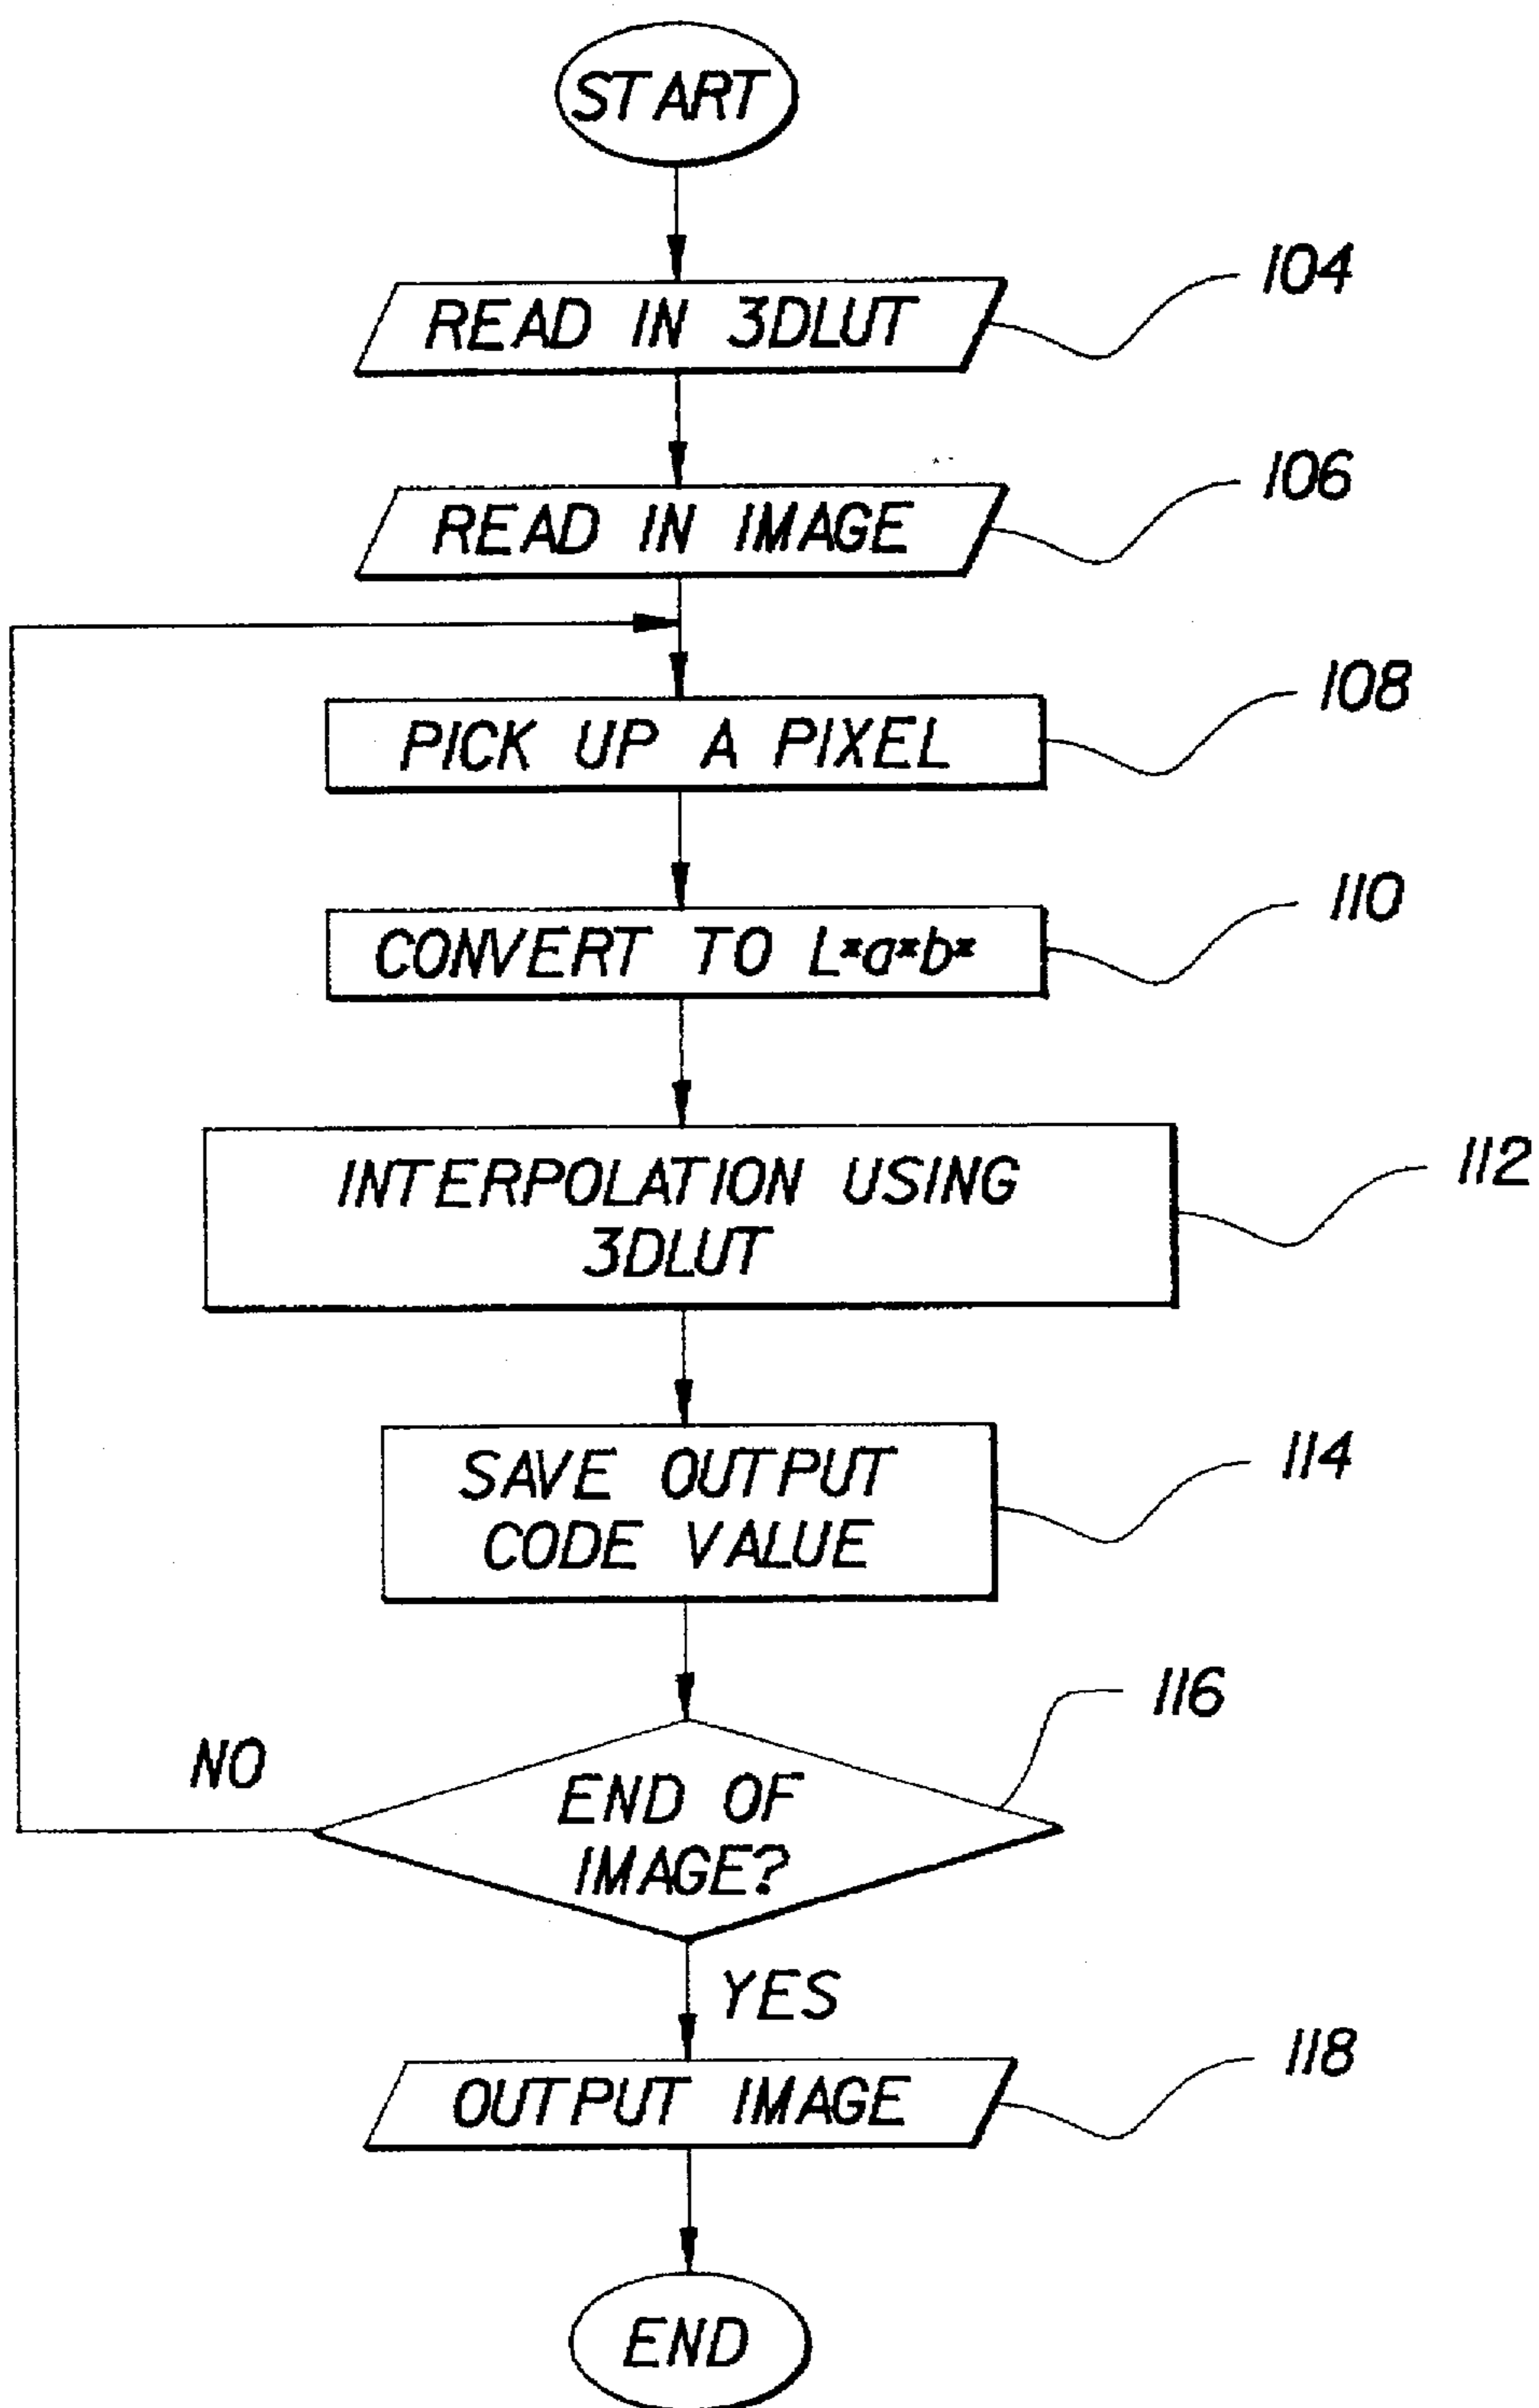 START
READ IN 3DLUT
104
READ IN IMAGE
106
PICK UP A PIXEL
108
CONVERT TO L*a*b*
110
INTERPOLATION USING
3DLUT
112
SAVE OUTPUT
CODE VALUE
114
116
NO
END OF
IMAGE?
YES
OUTPUT IMAGE
118
END